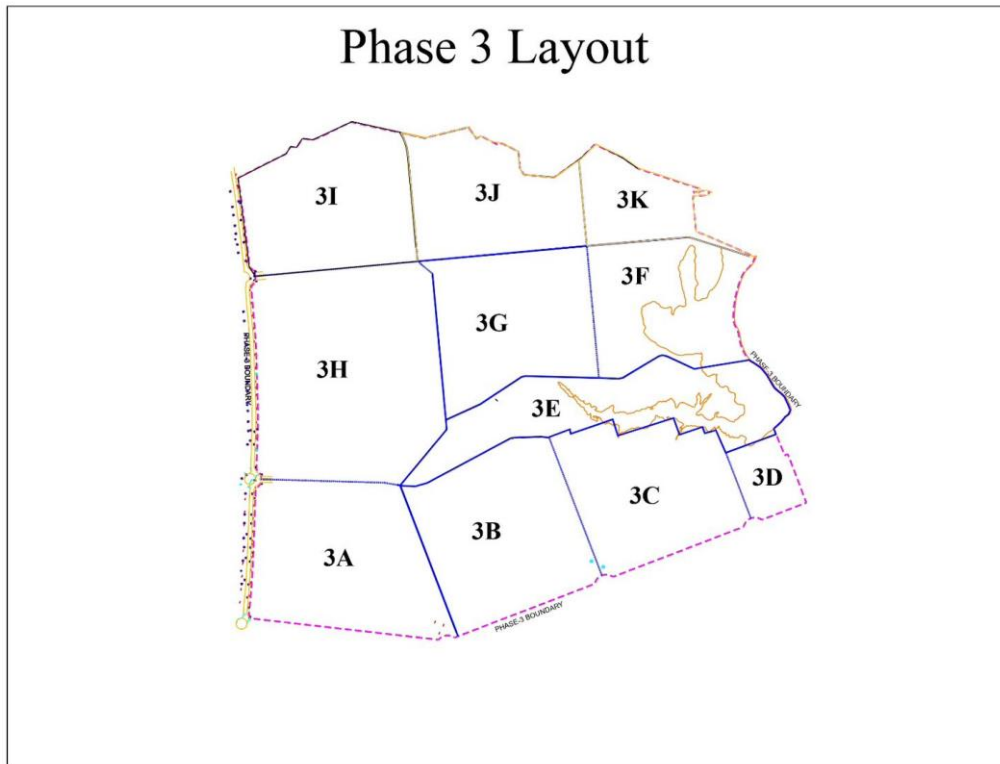 Phase 3 Layout
3I
3J
3K
3F
3G
3H
3E
3D
3C
3B
3A
PHASE-3 BOUNDARY
PHASE-3 BOUNDARY
PHASE-3 BOUNDARY